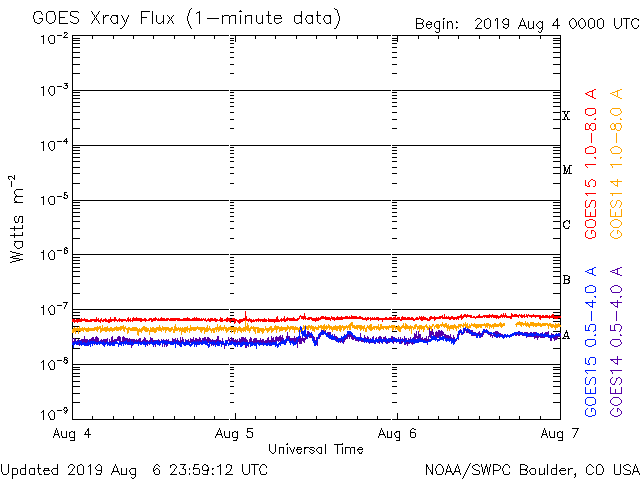 GOES Xray Flux (1-minute data)
Begin: 2019 Aug 4 0000 UTC
10⁻²
10⁻³
10⁻⁴
10⁻⁵
10⁻⁶
10⁻⁷
10⁻⁸
10⁻⁹
Watts m⁻²
X
M
C
B
A
GOES15 1.0-8.0 A
GOES14 1.0-8.0 A
GOES15 0.5-4.0 A
GOES14 0.5-4.0 A
Aug 4 Aug 5 Aug 6 Aug 7
Universal Time
Updated 2019 Aug 6 23:59:12 UTC
NOAA/SWPC Boulder, CO USA